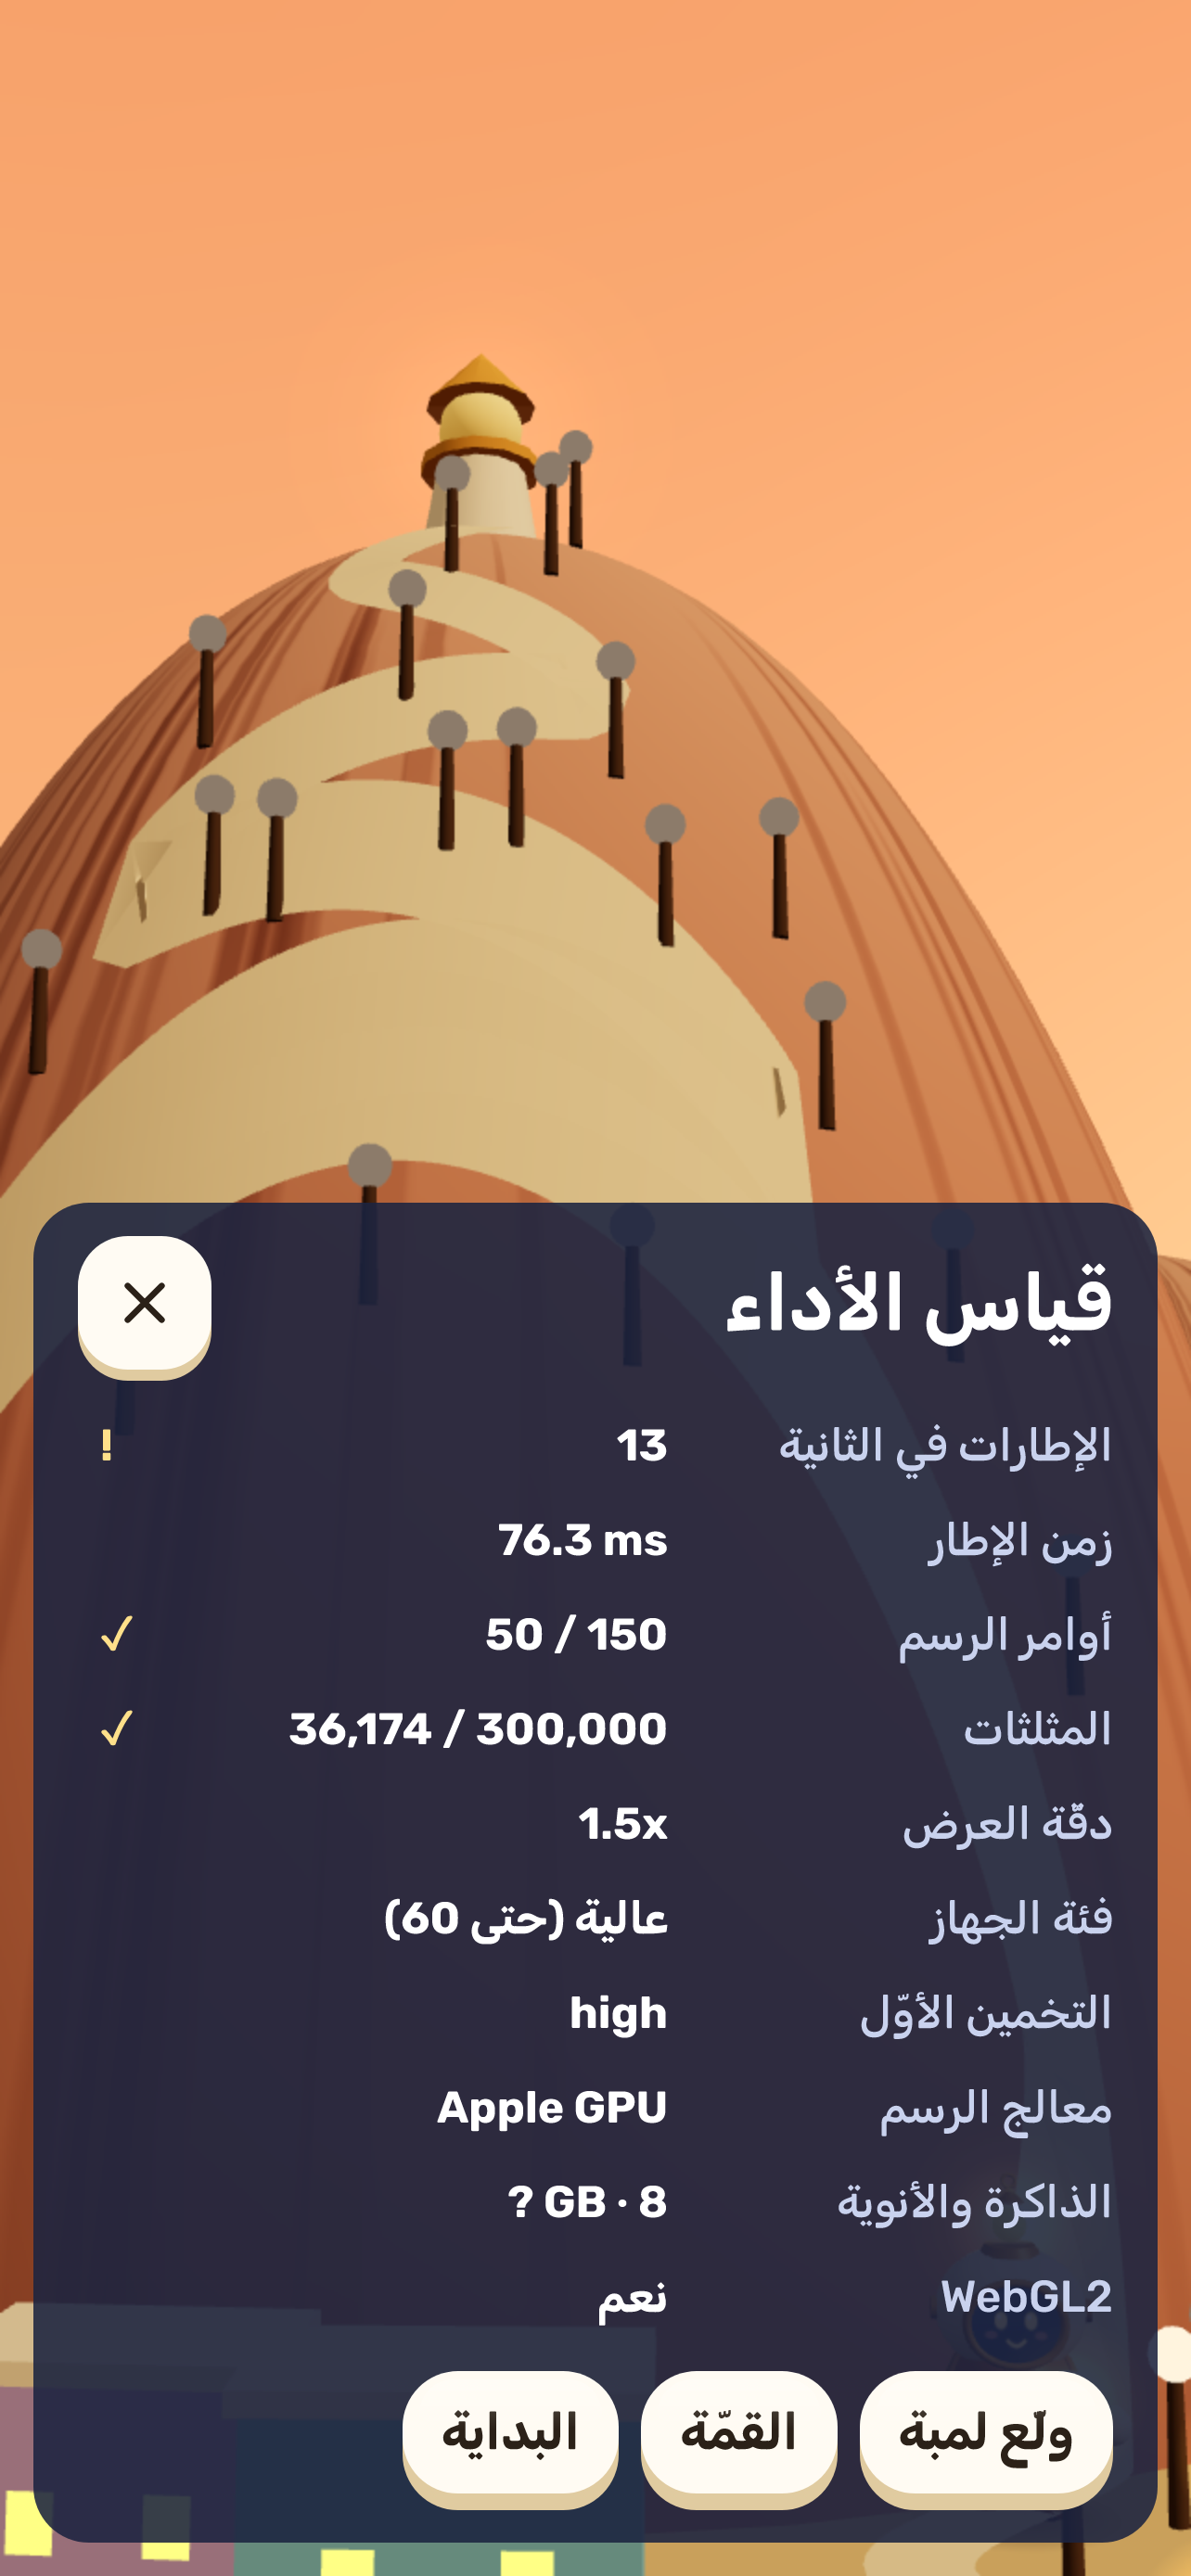 قياس الأداء
الإطارات في الثانية 13 !
زمن الإطار 76.3 ms
أوامر الرسم 50 / 150 ✓
المثلثات 36,174 / 300,000 ✓
دقّة العرض 1.5x
فئة الجهاز عالية (حتى 60)
التخمين الأوّل high
معالج الرسم Apple GPU
الذاكرة والأنوية ? GB · 8
WebGL2 نعم
ولّع لمبة القمّة البداية